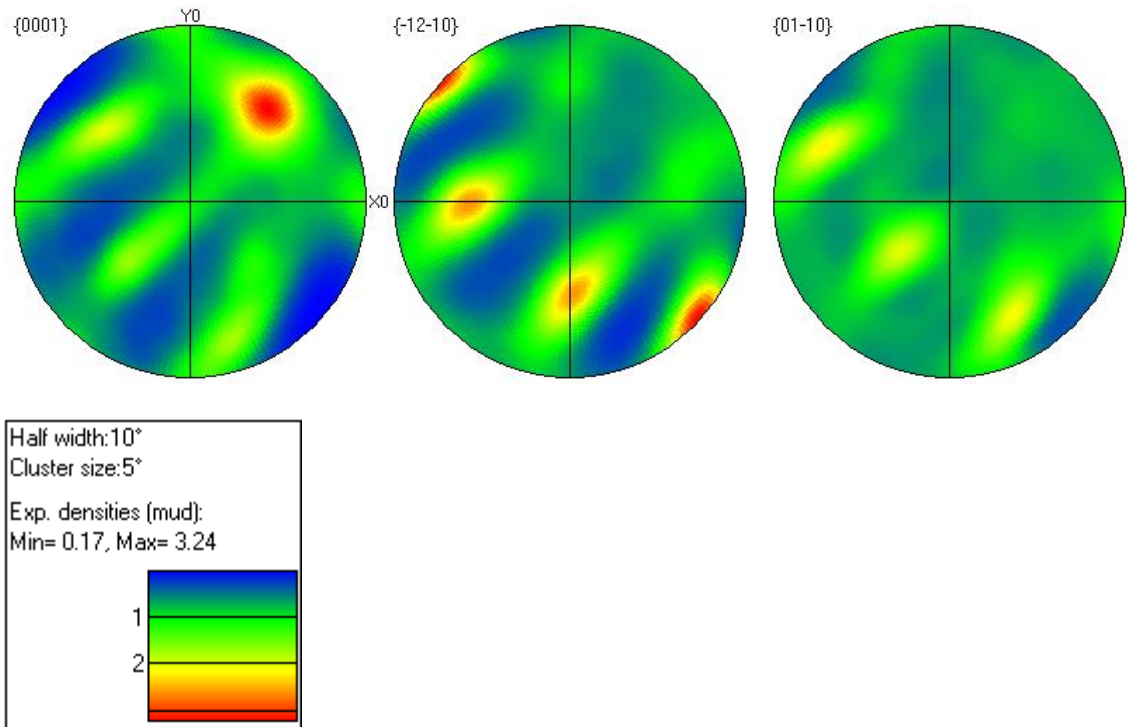 {0001}
Y0
{-12-10}
{01-10}
X0
Half width:10°
Cluster size:5°
Exp. densities (mud):
Min= 0.17, Max= 3.24
1
2